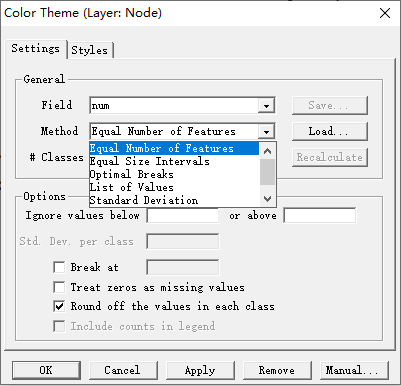 Color Theme (Layer: Node)
Settings Styles
General
Field num Save...
Method Equal Number of Features Load...
# Classes Recalculate
Equal Number of Features
Equal Size Intervals
Optimal Breaks
List of Values
Standard Deviation
Options
Ignore values below or above
Std. Dev. per class
Break at
Treat zeros as missing values
Round off the values in each class
Include counts in legend
OK Cancel Apply Remove Manual...